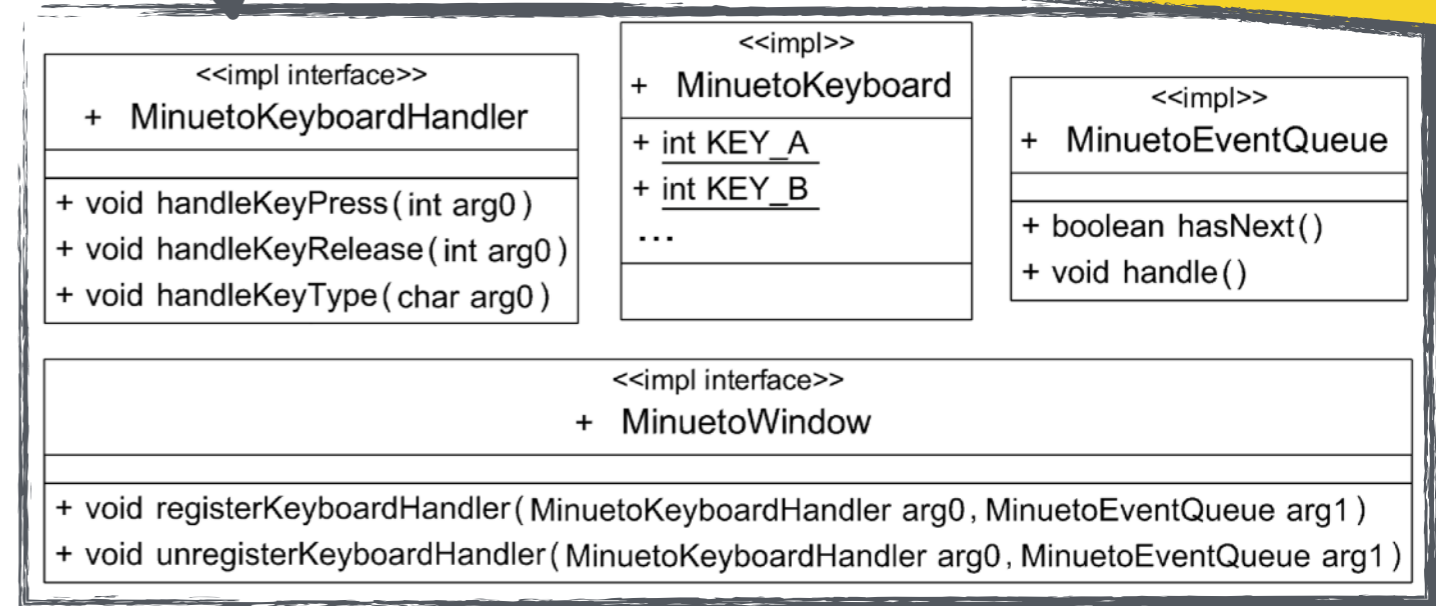 <<impl interface>>
+ MinuetoKeyboardHandler
+ void handleKeyPress(int arg0)
+ void handleKeyRelease(int arg0)
+ void handleKeyType(char arg0)
<<impl>>
+ MinuetoKeyboard
+ int KEY_A
+ int KEY_B
...
<<impl>>
+ MinuetoEventQueue
+ boolean hasNext()
+ void handle()
<<impl interface>>
+ MinuetoWindow
+ void registerKeyboardHandler(MinuetoKeyboardHandler arg0, MinuetoEventQueue arg1)
+ void unregisterKeyboardHandler(MinuetoKeyboardHandler arg0, MinuetoEventQueue arg1)